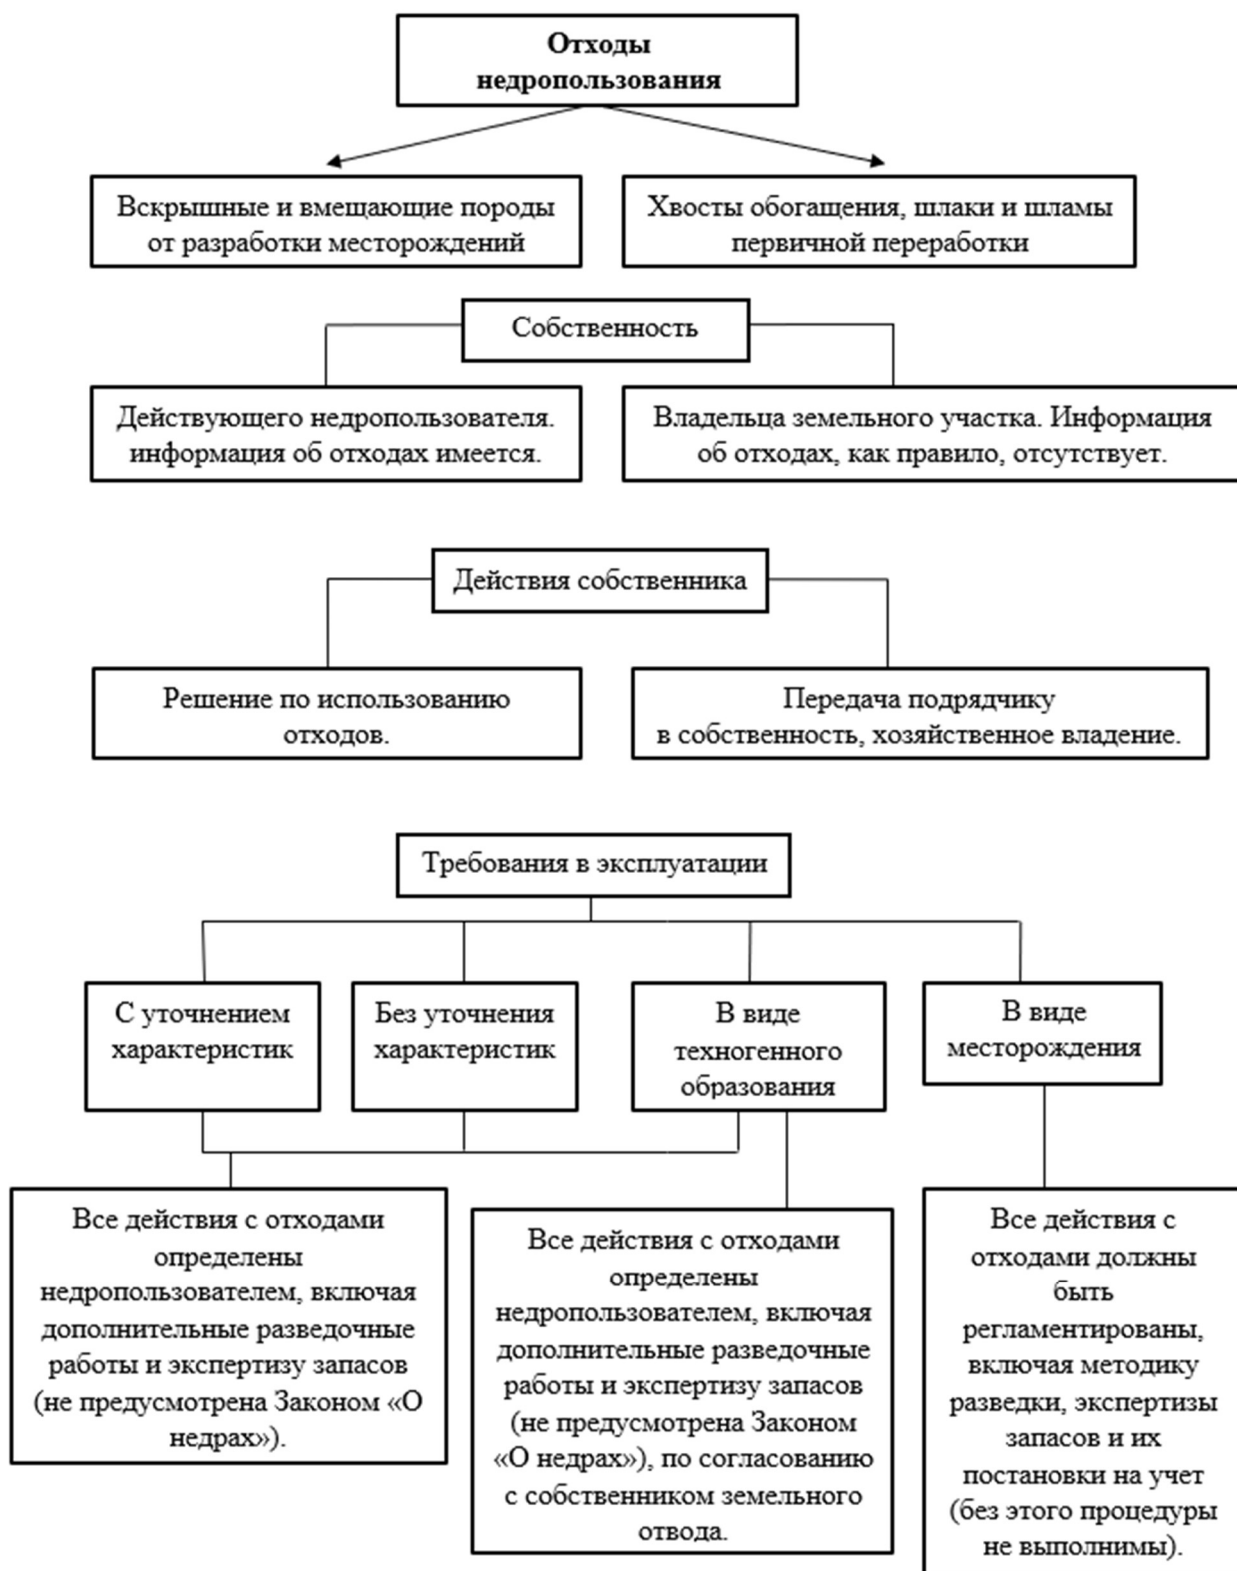 Отходы
недропользования
Вскрышные и вмещающие породы
от разработки месторождений
Хвосты обогащения, шлаки и шламы
первичной переработки
Собственность
Действующего недропользователя.
информация об отходах имеется.
Владельца земельного участка. Информация
об отходах, как правило, отсутствует.
Действия собственника
Решение по использованию
отходов.
Передача подрядчику
в собственность, хозяйственное владение.
Требования в эксплуатации
С уточнением
характеристик
Без уточнения
характеристик
В виде
техногенного
образования
В виде
месторождения
Все действия с отходами
определены
недропользователем, включая
дополнительные разведочные
работы и экспертизу запасов
(не предусмотрена Законом «О
недрах»).
Все действия с отходами
определены
недропользователем, включая
дополнительные разведочные
работы и экспертизу запасов
(не предусмотрена Законом
«О недрах»), по согласованию
с собственником земельного
отвода.
Все действия с
отходами должны
быть
регламентированы,
включая методику
разведки, экспертизы
запасов и их
постановки на учет
(без этого процедуры
не выполнимы).